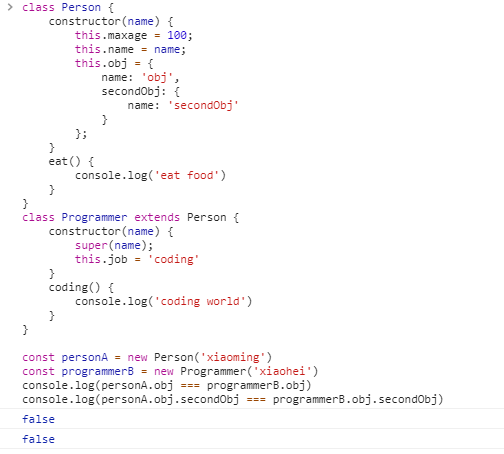 > class Person {
    constructor(name) {
        this.maxage = 100;
        this.name = name;
        this.obj = {
            name: 'obj',
            secondObj: {
                name: 'secondObj'
            }
        };
    }
    eat() {
        console.log('eat food')
    }
}
class Programmer extends Person {
    constructor(name) {
        super(name);
        this.job = 'coding'
    }
    coding() {
        console.log('coding world')
    }
}

const personA = new Person('xiaoming')
const programmerB = new Programmer('xiaohei')
console.log(personA.obj === programmerB.obj)
console.log(personA.obj.secondObj === programmerB.obj.secondObj)
false
false